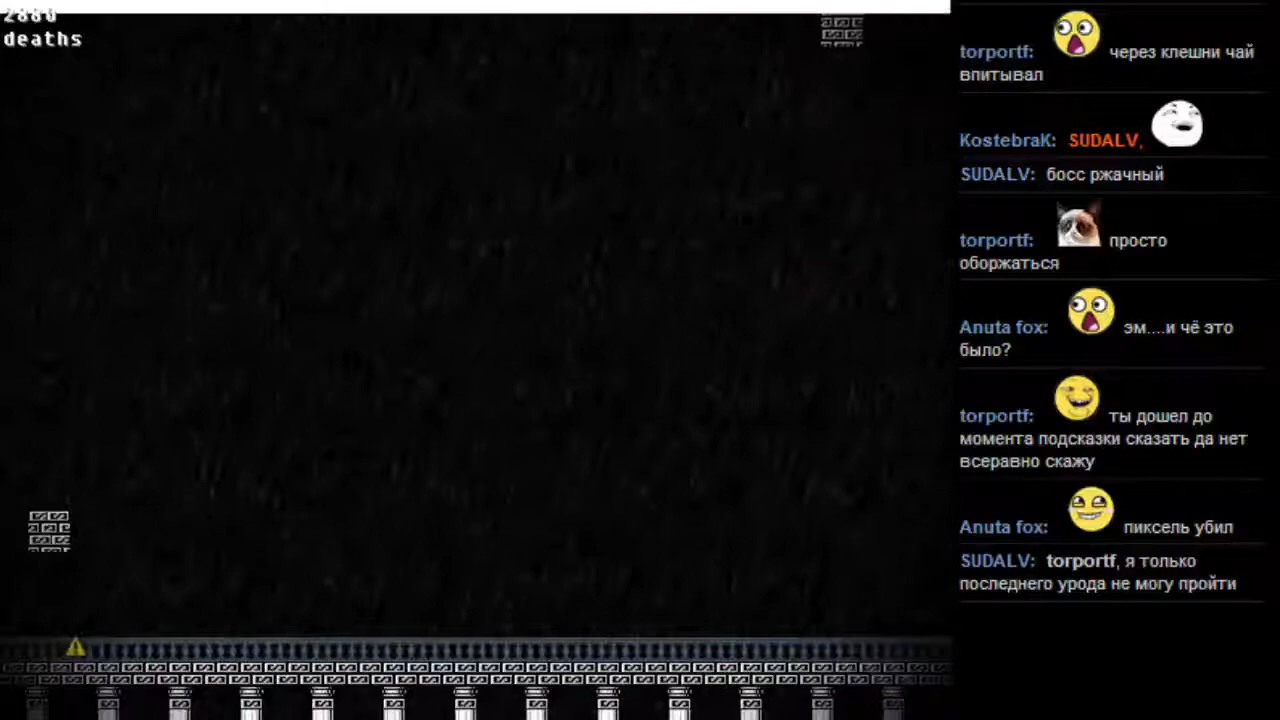 2880
deaths
torportf: через клешни чай
впитывал
KostebraK: SUDALV,
SUDALV: босс ржачный
torportf: просто
оборжаться
Anuta fox: эм....и чё это
было?
torportf: ты дошел до
момента подсказки сказать да нет
всеравно скажу
Anuta fox: пиксель убил
SUDALV: torportf, я только
последнего урода не могу пройти